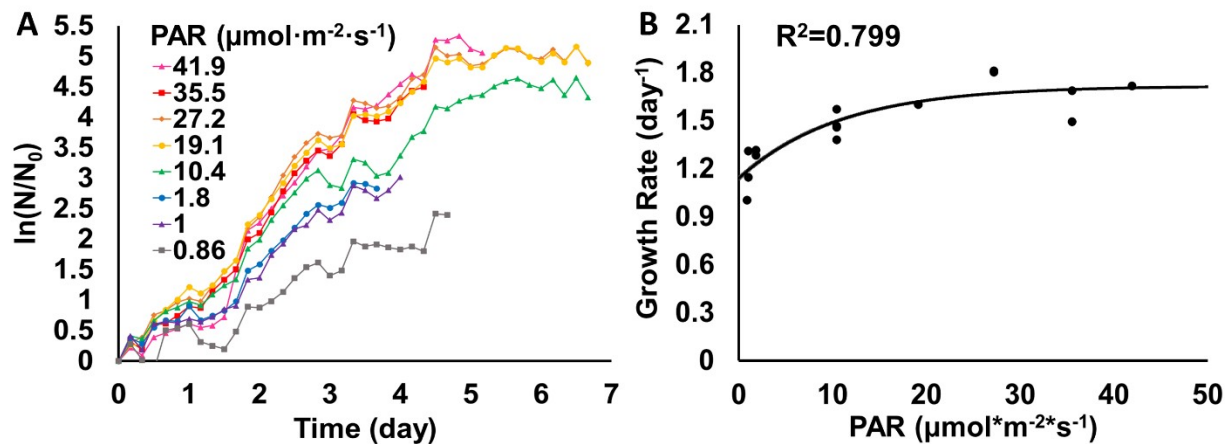 A
PAR (µmol·m-2·s-1)
41.9
35.5
27.2
19.1
10.4
1.8
1
0.86
ln(N/N0)
5.5
5
4.5
4
3.5
3
2.5
2
1.5
1
0.5
0
0 1 2 3 4 5 6 7
Time (day)
B
R2=0.799
Growth Rate (day-1)
2.1
1.8
1.5
1.2
0.9
0.6
0.3
0
0 10 20 30 40 50
PAR (µmol*m-2*s-1)